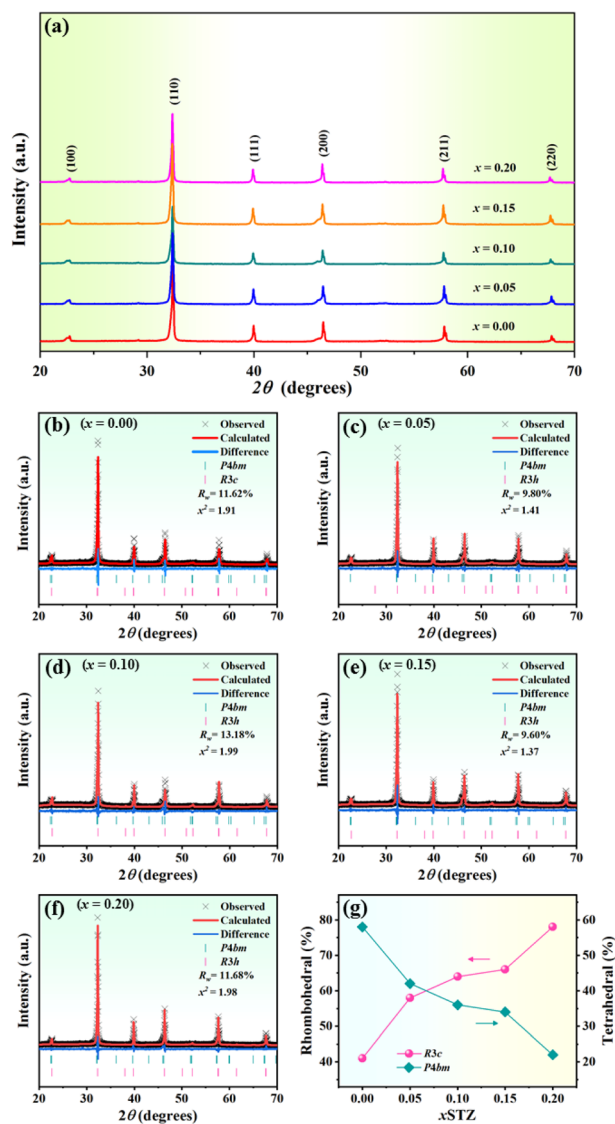 (a)
Intensity (a.u.)
(100)
(110)
(111)
(200)
(211)
(220)
x = 0.20
x = 0.15
x = 0.10
x = 0.05
x = 0.00
20 30 40 50 60 70
2θ (degrees)
(b) (x = 0.00)
Intensity (a.u.)
Observed
Calculated
Difference
P4bm
R3c
Rw= 11.62%
x² = 1.91
20 30 40 50 60 70
2θ (degrees)
(c) (x = 0.05)
Intensity (a.u.)
Observed
Calculated
Difference
P4bm
R3h
Rw= 9.80%
x² = 1.41
20 30 40 50 60 70
2θ (degrees)
(d) (x = 0.10)
Intensity (a.u.)
Observed
Calculated
Difference
P4bm
R3h
Rw= 13.18%
x² = 1.99
20 30 40 50 60 70
2θ (degrees)
(e) (x = 0.15)
Intensity (a.u.)
Observed
Calculated
Difference
P4bm
R3h
Rw= 9.60%
x² = 1.37
20 30 40 50 60 70
2θ (degrees)
(f) (x = 0.20)
Intensity (a.u.)
Observed
Calculated
Difference
P4bm
R3h
Rw= 11.68%
x² = 1.98
20 30 40 50 60 70
2θ (degrees)
(g)
Rhombohedral (%)
80
70
60
50
40
Tetrahedral (%)
60
50
40
30
20
R3c
P4bm
0.00 0.05 0.10 0.15 0.20
xSTZ